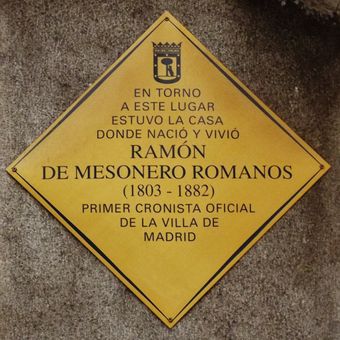 EN TORNO
A ESTE LUGAR
ESTUVO LA CASA
DONDE NACIÓ Y VIVIÓ
RAMÓN
DE MESONERO ROMANOS
(1803 - 1882)
PRIMER CRONISTA OFICIAL
DE LA VILLA DE
MADRID